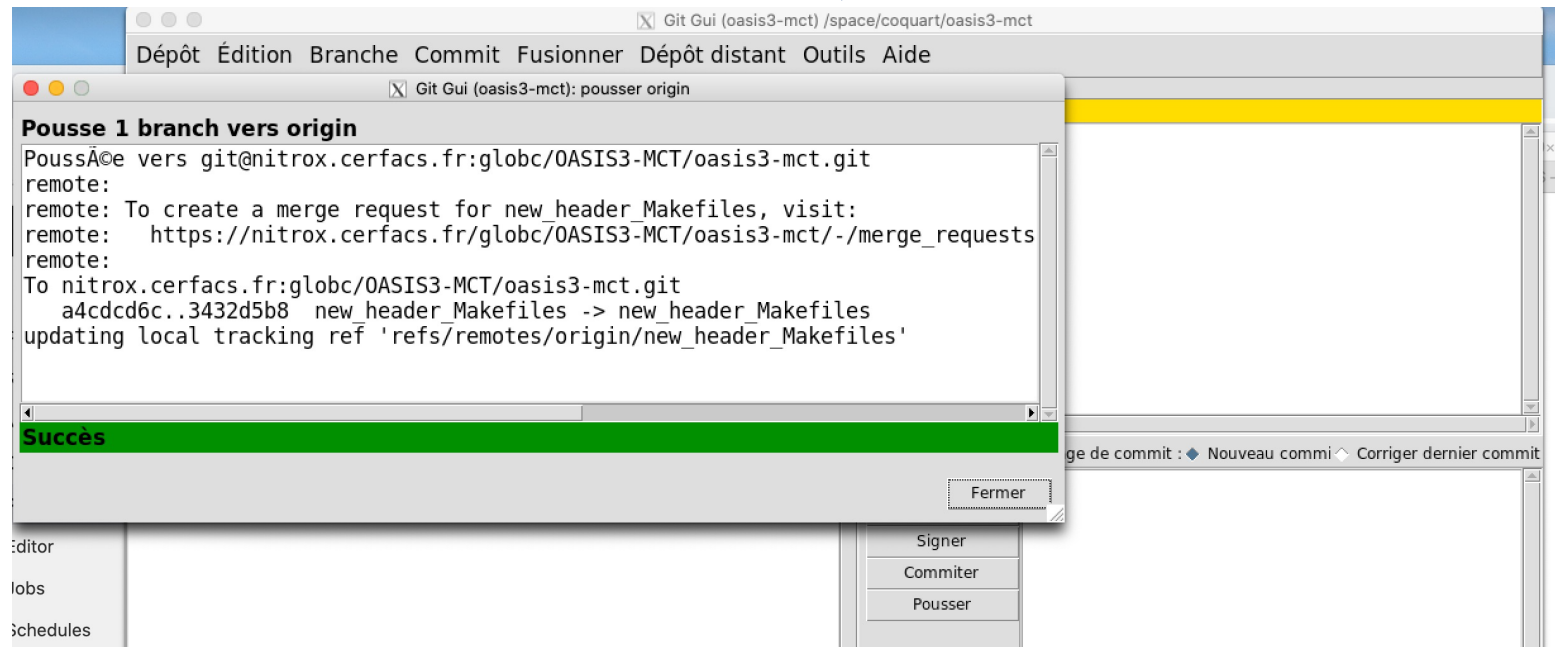 Git Gui (oasis3-mct) /space/coquart/oasis3-mct
Dépôt Édition Branche Commit Fusionner Dépôt distant Outils Aide
Git Gui (oasis3-mct): pousser origin
Pousse 1 branch vers origin
PoussÃ©e vers git@nitrox.cerfacs.fr:globc/OASIS3-MCT/oasis3-mct.git
remote:
remote: To create a merge request for new_header_Makefiles, visit:
remote:   https://nitrox.cerfacs.fr/globc/OASIS3-MCT/oasis3-mct/-/merge_requests
remote:
To nitrox.cerfacs.fr:globc/OASIS3-MCT/oasis3-mct.git
   a4cdcd6c..3432d5b8  new_header_Makefiles -> new_header_Makefiles
updating local tracking ref 'refs/remotes/origin/new_header_Makefiles'
Succès
ge de commit : Nouveau commi Corriger dernier commit
Fermer
Signer
Commiter
Pousser
Editor
Jobs
Schedules